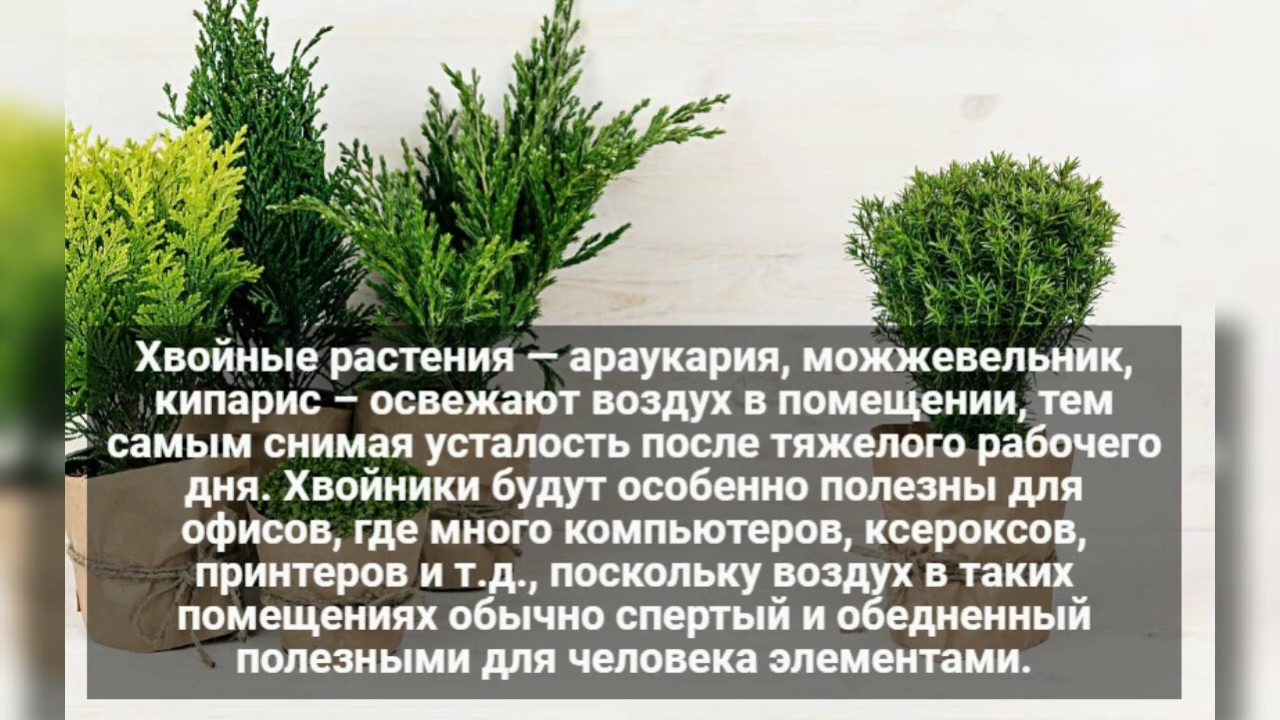 Хвойные растения — араукария, можжевельник,
кипарис – освежают воздух в помещении, тем
самым снимая усталость после тяжелого рабочего
дня. Хвойники будут особенно полезны для
офисов, где много компьютеров, ксероксов,
принтеров и т.д., поскольку воздух в таких
помещениях обычно спертый и обедненный
полезными для человека элементами.